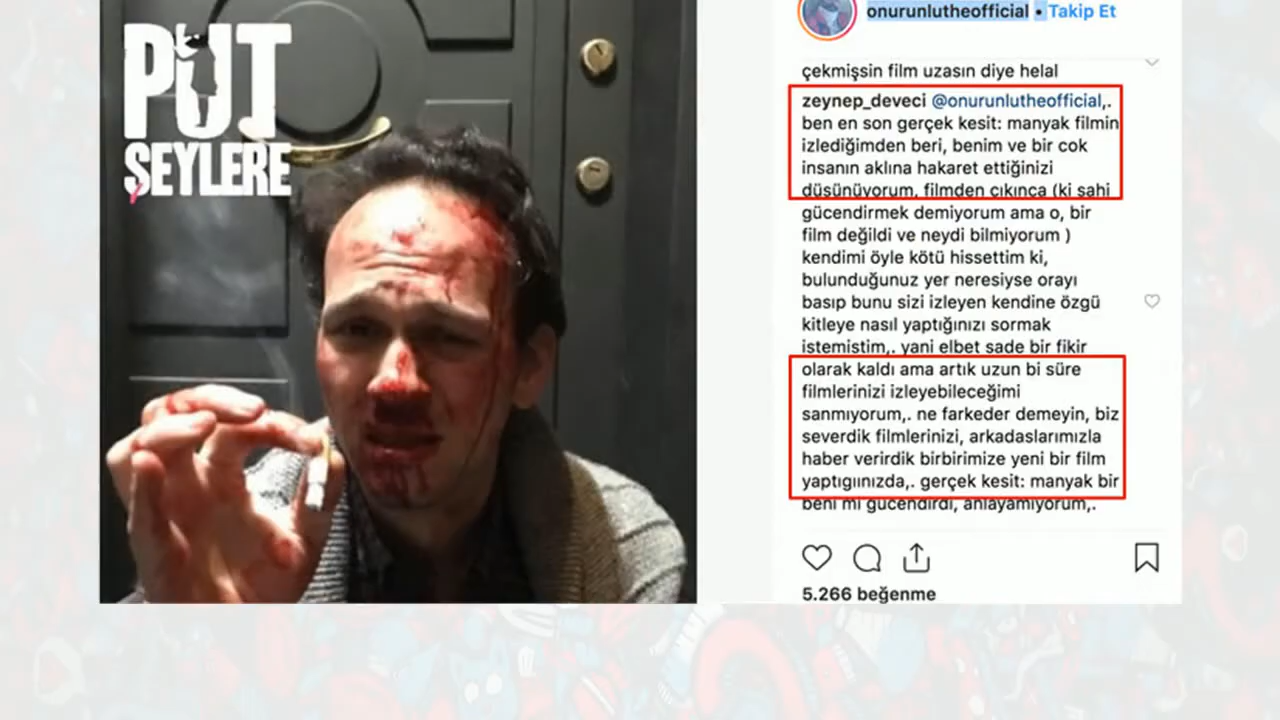 PUT
ŞEYLERE
onurunlutheofficial • Takip Et
çekmişsin film uzasın diye helal
zeynep_deveci @onurunlutheofficial,.
ben en son gerçek kesit: manyak filmin
izlediğimden beri, benim ve bir cok
insanın aklına hakaret ettiğinizi
düsünüyorum, filmden çıkınca (ki sahi
gücendirmek demiyorum ama o, bir
film değildi ve neydi bilmiyorum )
kendimi öyle kötü hissettim ki,
bulunduğunuz yer neresiyse orayı
basıp bunu sizi izleyen kendine özgü
kitleye nasıl yaptığınızı sormak
istemistim,. yani elbet sade bir fikir
olarak kaldı ama artık uzun bi süre
filmlerinizi izleyebileceğimi
sanmıyorum,. ne farkeder demeyin, biz
severdik filmlerinizi, arkadaslarımızla
haber verirdik birbirimize yeni bir film
yaptıgıınızda,. gerçek kesit: manyak bir
beni mi gücendirdi, anlayamıyorum,.
5.266 beğenme